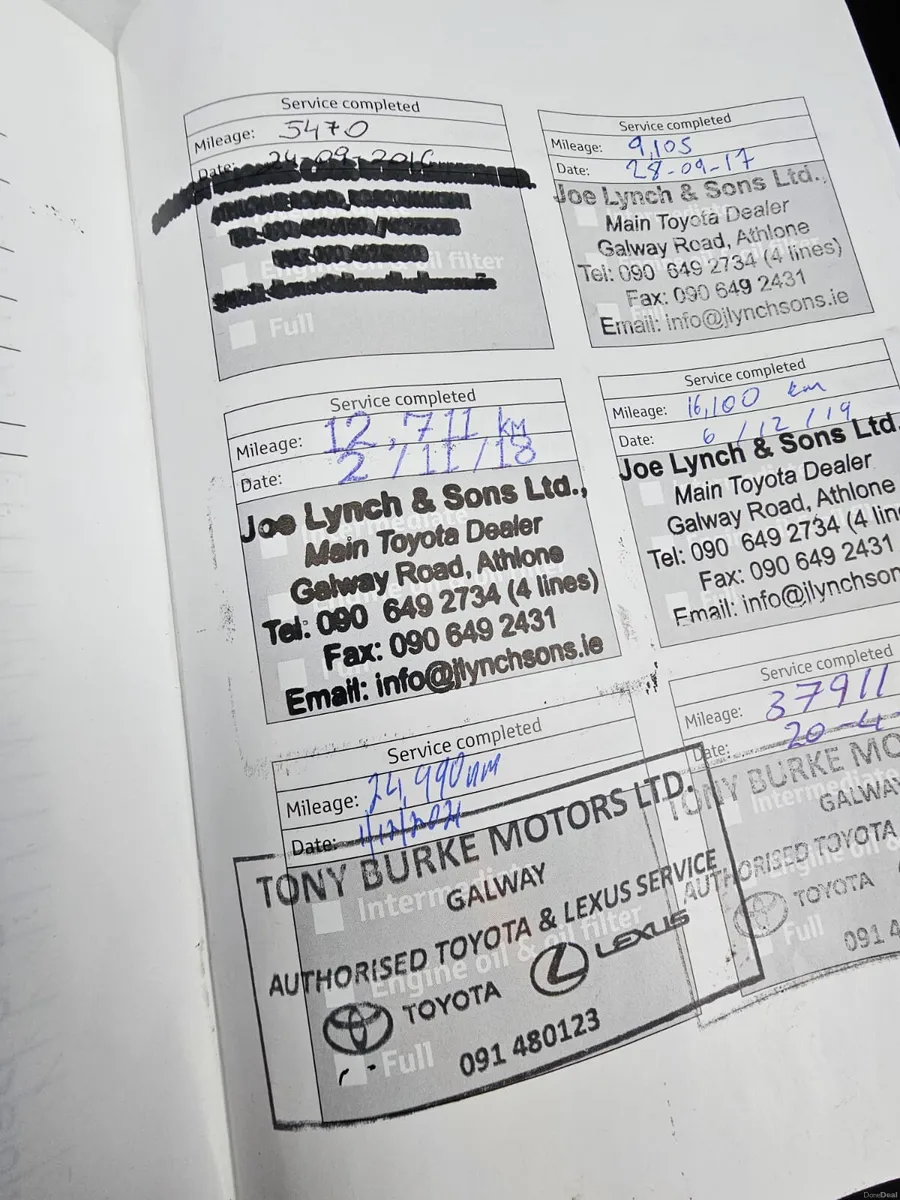 Service completed
Mileage: 5470
Date: 24-09-2016
Engine oil & oil filter
Full
Service completed
Mileage: 9,105
Date: 28-09-17
Joe Lynch & Sons Ltd.,
Main Toyota Dealer
Galway Road, Athlone
Tel: 090 649 2734 (4 lines)
Fax: 090 649 2431
Email: info@jlynchsons.ie
Service completed
Mileage: 12,711 km
Date: 2/11/18
Joe Lynch & Sons Ltd.,
Main Toyota Dealer
Galway Road, Athlone
Tel: 090 649 2734 (4 lines)
Fax: 090 649 2431
Email: info@jlynchsons.ie
Service completed
Mileage: 16,100 km
Date: 6/12/19
Joe Lynch & Sons Ltd.
Main Toyota Dealer
Galway Road, Athlone
Tel: 090 649 2734 (4 lin
Fax: 090 649 2431
Email: info@jlynchson
Service completed
Mileage: 24,990
Date: 1/12/2021
TONY BURKE MOTORS LTD.
GALWAY
AUTHORISED TOYOTA & LEXUS SERVICE
TOYOTA LEXUS
091 480123
Intermediate
Engine oil & oil filter
Full
Service completed
Mileage: 37911
Date: 20-4
TONY BURKE MO
GALWAY
AUTHORISED TOYOTA
TOYOTA
091 4
Intermediate
Engine oil &
Full
DoneDeal